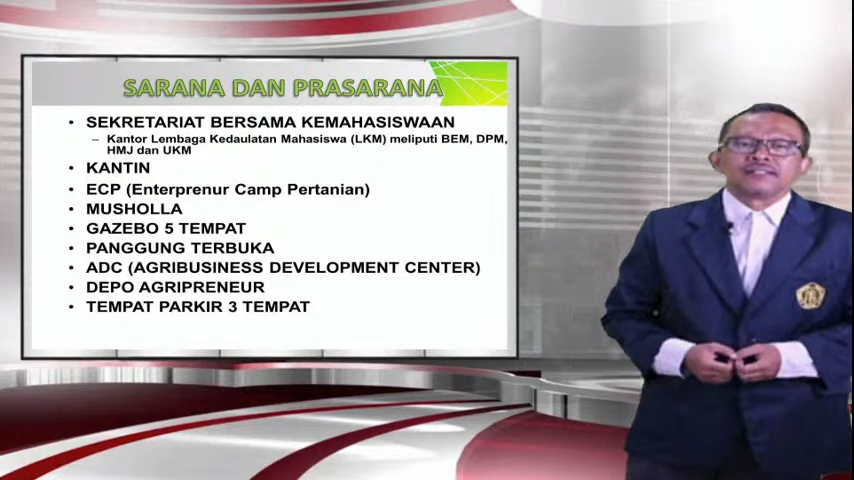 SARANA DAN PRASARANA
• SEKRETARIAT BERSAMA KEMAHASISWAAN
– Kantor Lembaga Kedaulatan Mahasiswa (LKM) meliputi BEM, DPM,
HMJ dan UKM
• KANTIN
• ECP (Enterprenur Camp Pertanian)
• MUSHOLLA
• GAZEBO 5 TEMPAT
• PANGGUNG TERBUKA
• ADC (AGRIBUSINESS DEVELOPMENT CENTER)
• DEPO AGRIPRENEUR
• TEMPAT PARKIR 3 TEMPAT